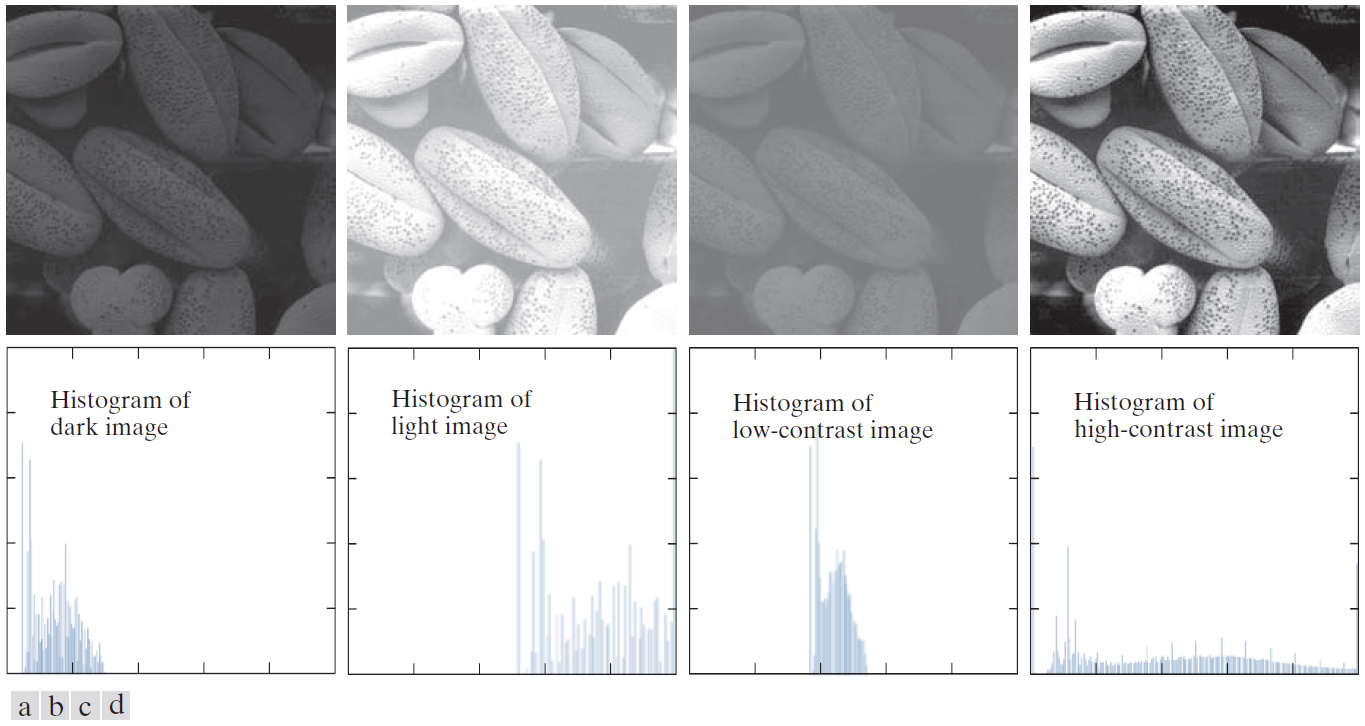 Histogram of
dark image
Histogram of
light image
Histogram of
low-contrast image
Histogram of
high-contrast image
a b c d